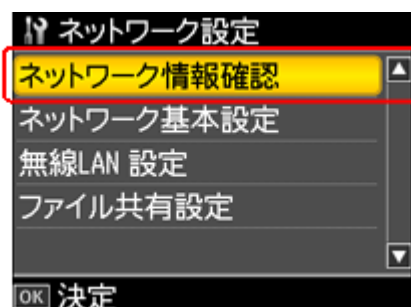 ネットワーク設定
ネットワーク情報確認
ネットワーク基本設定
無線LAN 設定
ファイル共有設定
OK 決定